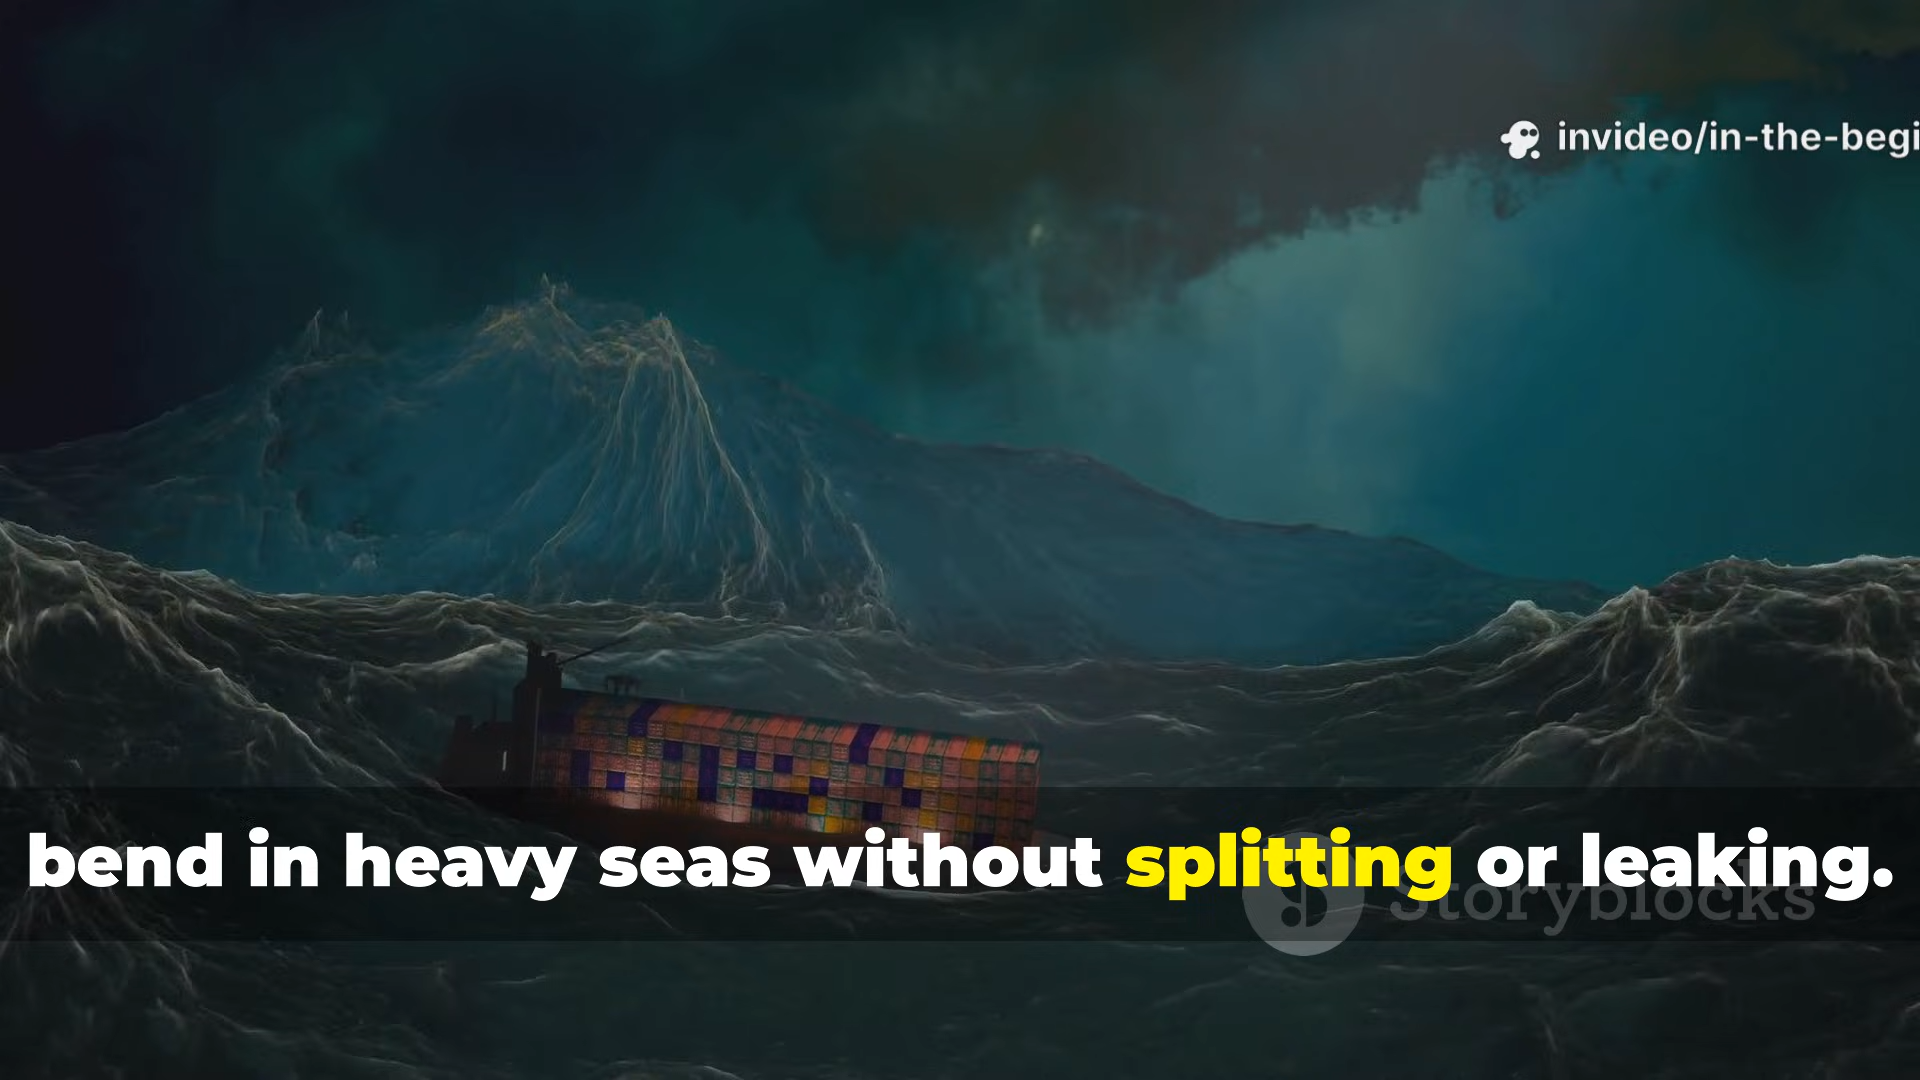 invideo/in-the-begi
bend in heavy seas without splitting or leaking.
Storyblocks